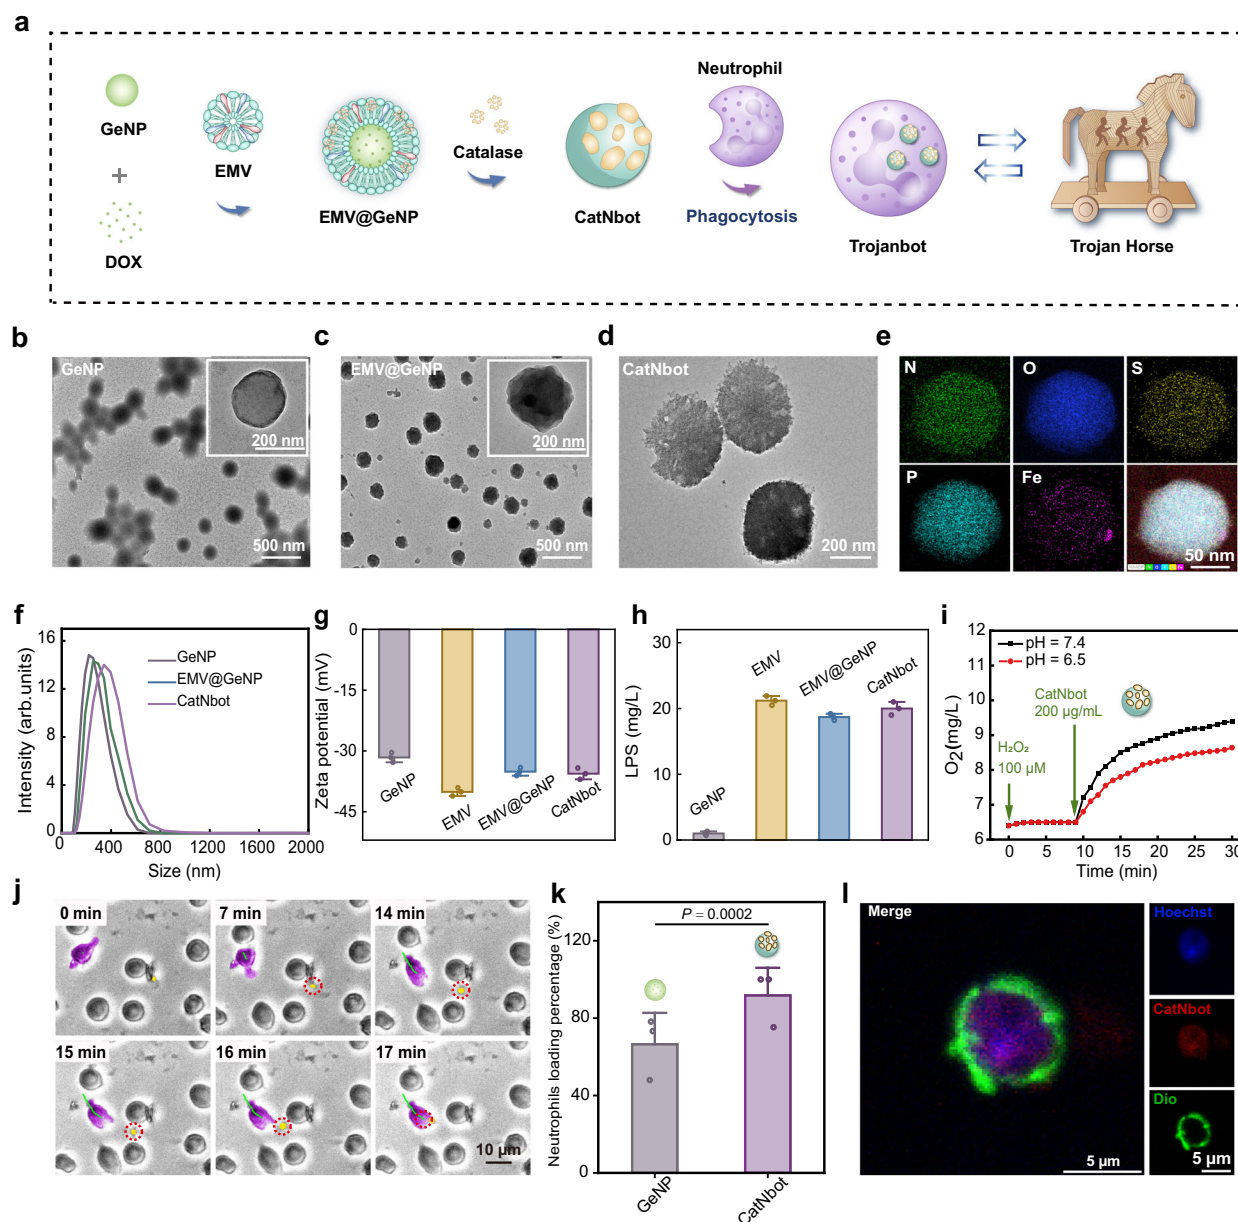 a
GeNP
+
DOX
EMV
EMV@GeNP
Catalase
CatNbot
Neutrophil
Phagocytosis
Trojanbot
Trojan Horse
b
GeNP
200 nm
500 nm
c
EMV@GeNP
200 nm
500 nm
d
CatNbot
200 nm
e
N
O
S
P
Fe
50 nm
f
Intensity (arb.units)
16
12
8
4
0
GeNP
EMV@GeNP
CatNbot
0
400
800
1200
1600
2000
Size (nm)
g
Zeta potential (mV)
0
-15
-30
-45
GeNP
EMV
EMV@GeNP
CatNbot
h
LPS (mg/L)
30
20
10
0
GeNP
EMV
EMV@GeNP
CatNbot
i
O₂(mg/L)
12
11
10
9
8
7
6
pH = 7.4
pH = 6.5
CatNbot
200 μg/mL
H₂O₂
100 μM
0
5
10
15
20
25
30
Time (min)
j
0 min
7 min
14 min
15 min
16 min
17 min
10 μm
k
Neutrophils loading percentage (%)
120
80
40
0
P = 0.0002
GeNP
CatNbot
l
Merge
5 μm
Hoechst
CatNbot
Dio
5 μm